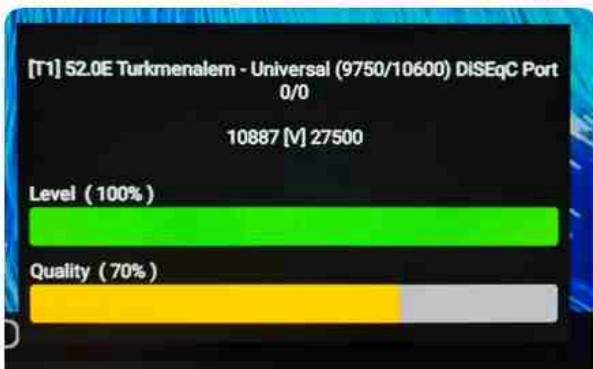 [T1] 52.0E Turkmenalem - Universal (9750/10600) DiSEqC Port
0/0
10887 [V] 27500
Level ( 100% )
Quality ( 70% )